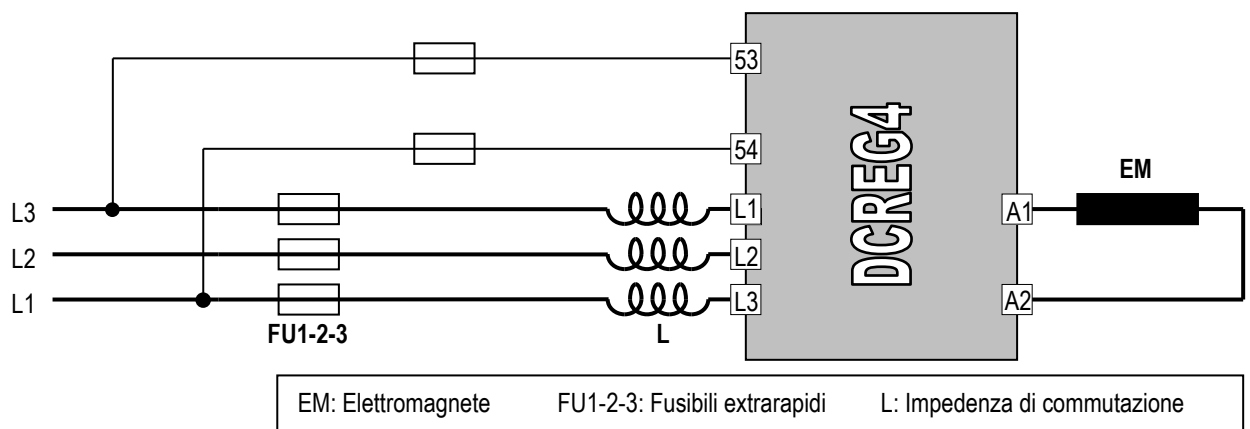 53
54
DCREG4
EM
L3
L1
A1
L2
L2
L1
L3
A2
FU1-2-3
L
EM: Elettromagnete FU1-2-3: Fusibili extrarapidi L: Impedenza di commutazione